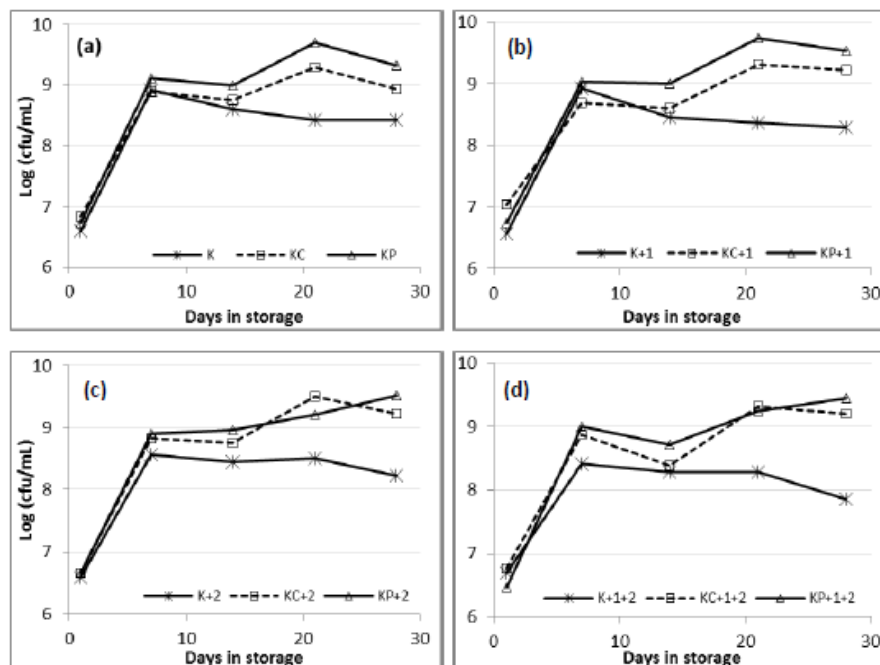 (a)
Log (cfu/mL)
10
9
8
7
6
K KC KP
0 10 20 30
Days in storage
(b)
10
9
8
7
6
K+1 KC+1 KP+1
0 10 20 30
Days in storage
(c)
Log (cfu/mL)
10
9
8
7
6
K+2 KC+2 KP+2
0 10 20 30
Days in storage
(d)
10
9
8
7
6
K+1+2 KC+1+2 KP+1+2
0 10 20 30
Days in storage